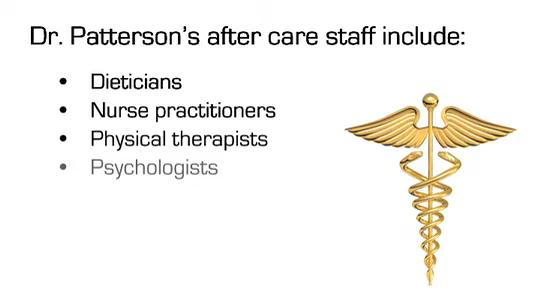 Dr. Patterson's after care staff include:
• Dieticians
• Nurse practitioners
• Physical therapists
• Psychologists